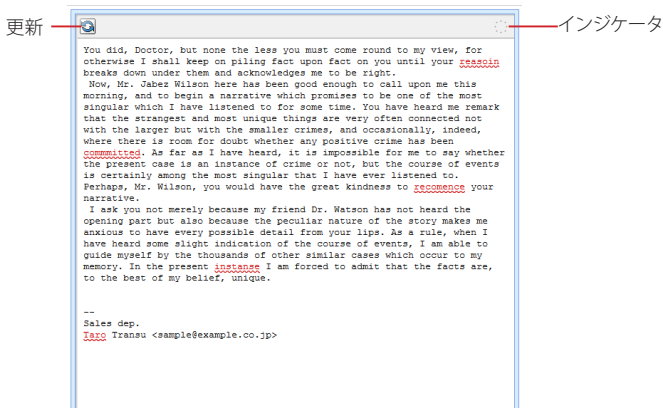 更新
インジケータ
You did, Doctor, but none the less you must come round to my view, for
otherwise I shall keep on piling fact upon fact on you until your reasoin
breaks down under them and acknowledges me to be right.
Now, Mr. Jabez Wilson here has been good enough to call upon me this
morning, and to begin a narrative which promises to be one of the most
singular which I have listened to for some time. You have heard me remark
that the strangest and most unique things are very often connected not
with the larger but with the smaller crimes, and occasionally, indeed,
where there is room for doubt whether any positive crime has been
commmitted. As far as I have heard, it is impossible for me to say whether
the present case is an instance of crime or not, but the course of events
is certainly among the most singular that I have ever listened to.
Perhaps, Mr. Wilson, you would have the great kindness to recomence your
narrative.
I ask you not merely because my friend Dr. Watson has not heard the
opening part but also because the peculiar nature of the story makes me
anxious to have every possible detail from your lips. As a rule, when I
have heard some slight indication of the course of events, I am able to
guide myself by the thousands of other similar cases which occur to my
memory. In the present instanse I am forced to admit that the facts are,
to the best of my belief, unique.
--
Sales dep.
Taro Transu <sample@example.co.jp>